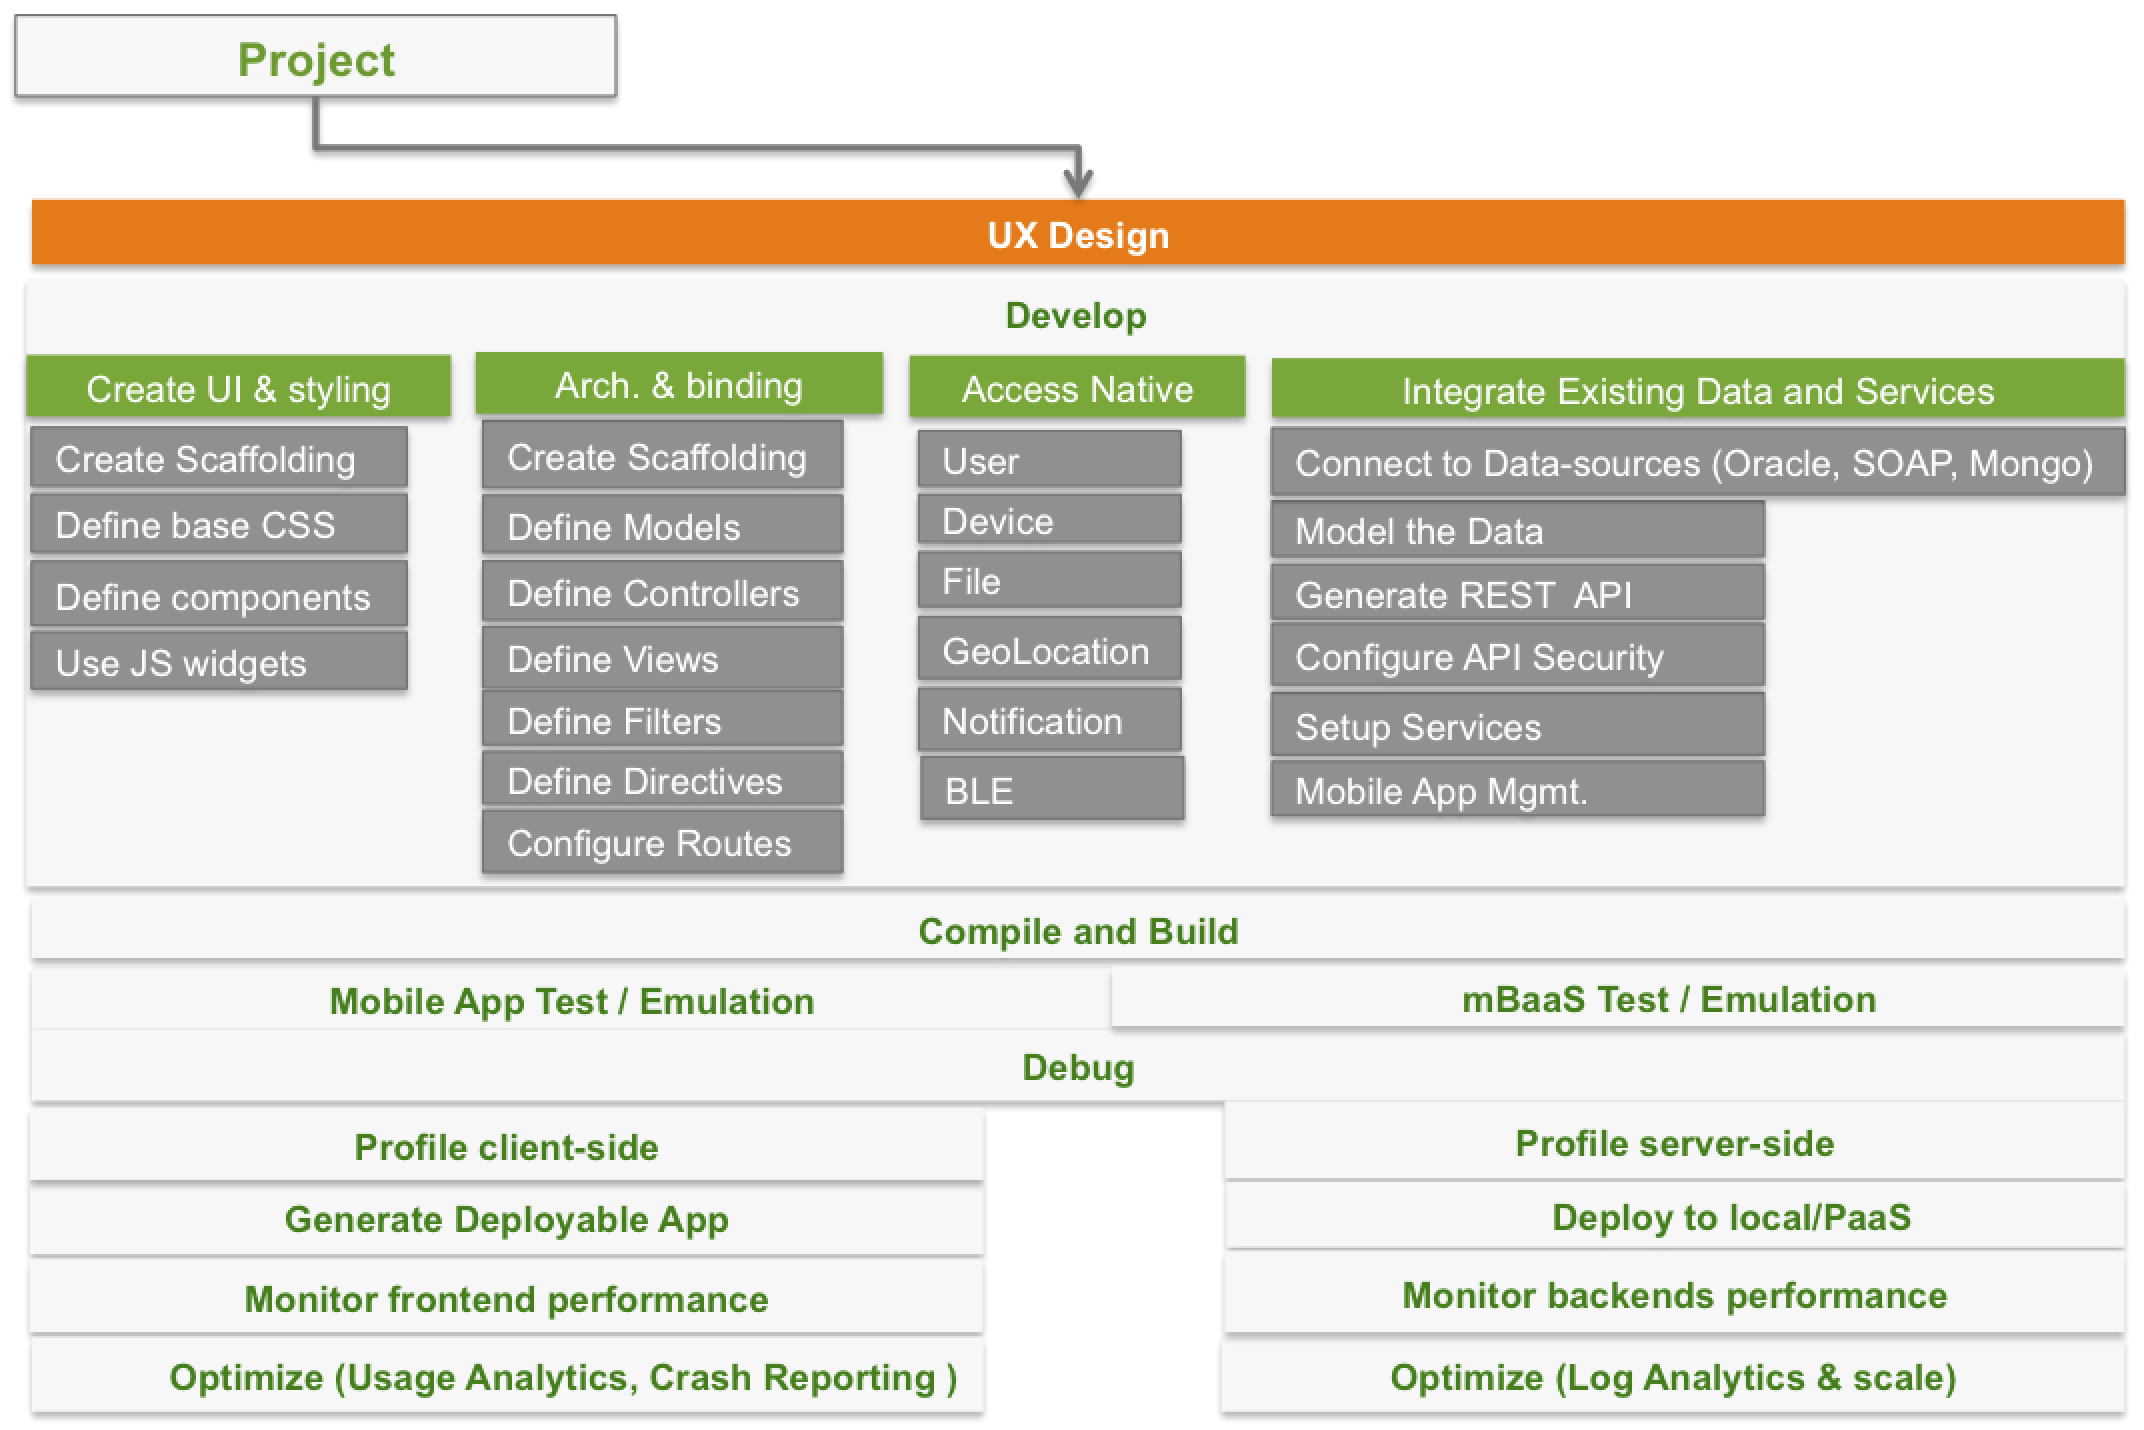 Project
UX Design
Develop
Create UI & styling
Create Scaffolding
Define base CSS
Define components
Use JS widgets
Arch. & binding
Create Scaffolding
Define Models
Define Controllers
Define Views
Define Filters
Define Directives
Configure Routes
Access Native
User
Device
File
GeoLocation
Notification
BLE
Integrate Existing Data and Services
Connect to Data-sources (Oracle, SOAP, Mongo)
Model the Data
Generate REST  API
Configure API Security
Setup Services
Mobile App Mgmt.
Compile and Build
Mobile App Test / Emulation
mBaaS Test / Emulation
Debug
Profile client-side
Generate Deployable App
Monitor frontend performance
Optimize (Usage Analytics, Crash Reporting )
Profile server-side
Deploy to local/PaaS
Monitor backends performance
Optimize (Log Analytics & scale)